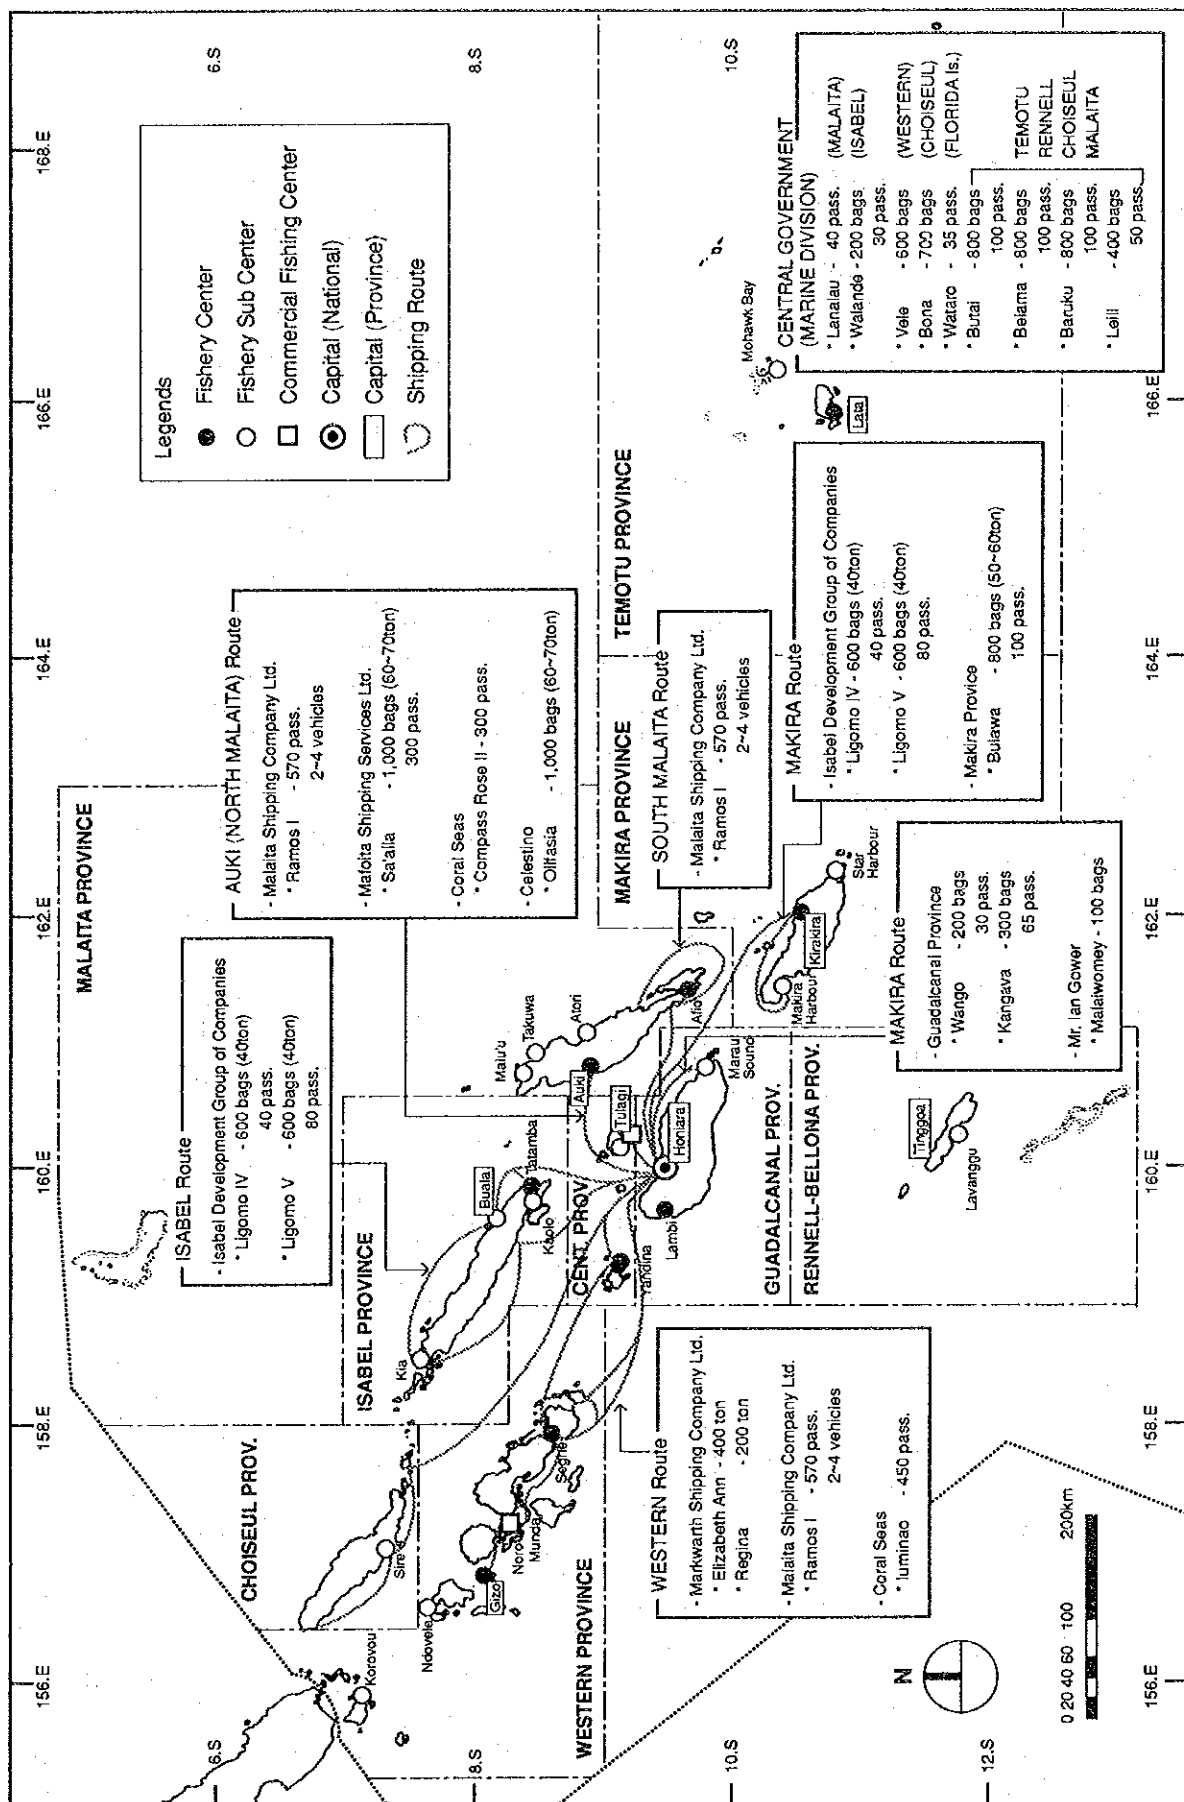 156.E
158.E
160.E
162.E
164.E
166.E
168.E
6.S
8.S
10.S
12.S
6.S
8.S
10.S
156.E
158.E
160.E
162.E
164.E
166.E
MALAITA PROVINCE
CHOISEUL PROV.
ISABEL PROVINCE
WESTERN PROVINCE
CENT. PROV.
GUADALCANAL PROV.
RENNELL-BELLONA PROV.
MAKIRA PROVINCE
TEMOTU PROVINCE
Legends
Fishery Center
Fishery Sub Center
Commercial Fishing Center
Capital (National)
Capital (Province)
Shipping Route
ISABEL Route
- Isabel Development Group of Companies
* Ligomo IV - 600 bags (40ton)
40 pass.
* Ligomo V - 600 bags (40ton)
80 pass.
AUKI (NORTH MALAITA) Route
- Malaita Shipping Company Ltd.
* Ramos I - 570 pass.
2~4 vehicles
- Mafoita Shipping Services Ltd.
* Sa'alia - 1,000 bags (60~70ton)
300 pass.
- Coral Seas
* Compass Rose II - 300 pass.
- Celestino
* Olifasia - 1,000 bags (60~70ton)
SOUTH MALAITA Route
- Malaita Shipping Company Ltd.
* Ramos I - 570 pass.
2~4 vehicles
MAKIRA Route
- Isabel Development Group of Companies
* Ligomo IV - 600 bags (40ton)
40 pass.
* Ligomo V - 600 bags (40ton)
80 pass.
- Makira Provice
* Bulawa - 800 bags (50~60ton)
100 pass.
MAKIRA Route
- Guadalcanal Province
* Wango - 200 bags
30 pass.
* Kangava - 300 bags
65 pass.
- Mr. Ian Gower
* Malaiwomey - 100 bags
WESTERN Route
- Markwarth Shipping Company Ltd.
* Elizabeth Ann - 400 ton
* Regina - 200 ton
- Malaita Shipping Company Ltd.
* Ramos I - 570 pass.
2~4 vehicles
- Coral Seas
* Iuminao - 450 pass.
CENTRAL GOVERNMENT
(MARINE DIVISION)
* Lanalau - 40 pass. (MALAITA)
* Walande - 200 bags (ISABEL)
30 pass.
* Vele - 600 bags (WESTERN)
* Bona - 700 bags (CHOISEUL)
* Wataro - 35 pass. (FLORIDA Is.)
* Butai - 800 bags
100 pass. TEMOTU
* Belama - 800 bags RENNELL
100 pass. CHOISEUL
* Baruku - 800 bags MALAITA
100 pass.
* Leili - 400 bags
50 pass.
Korovou
Sirovi
Ndovele
Gizo
Noro
Munda
Seghe
Kia
Buala
Tatamba
Kaolo
Yandina
Lambi
Honiara
Tulagi
Auki
Malu'u
Takuwa
Atori
Afio
Marau
Sound
Makira
Harbour
Kirakira
Star
Harbour
Tinggoa
Lavanggu
Lata
Mohawk Bay
N
0 20 40 60 100 200km